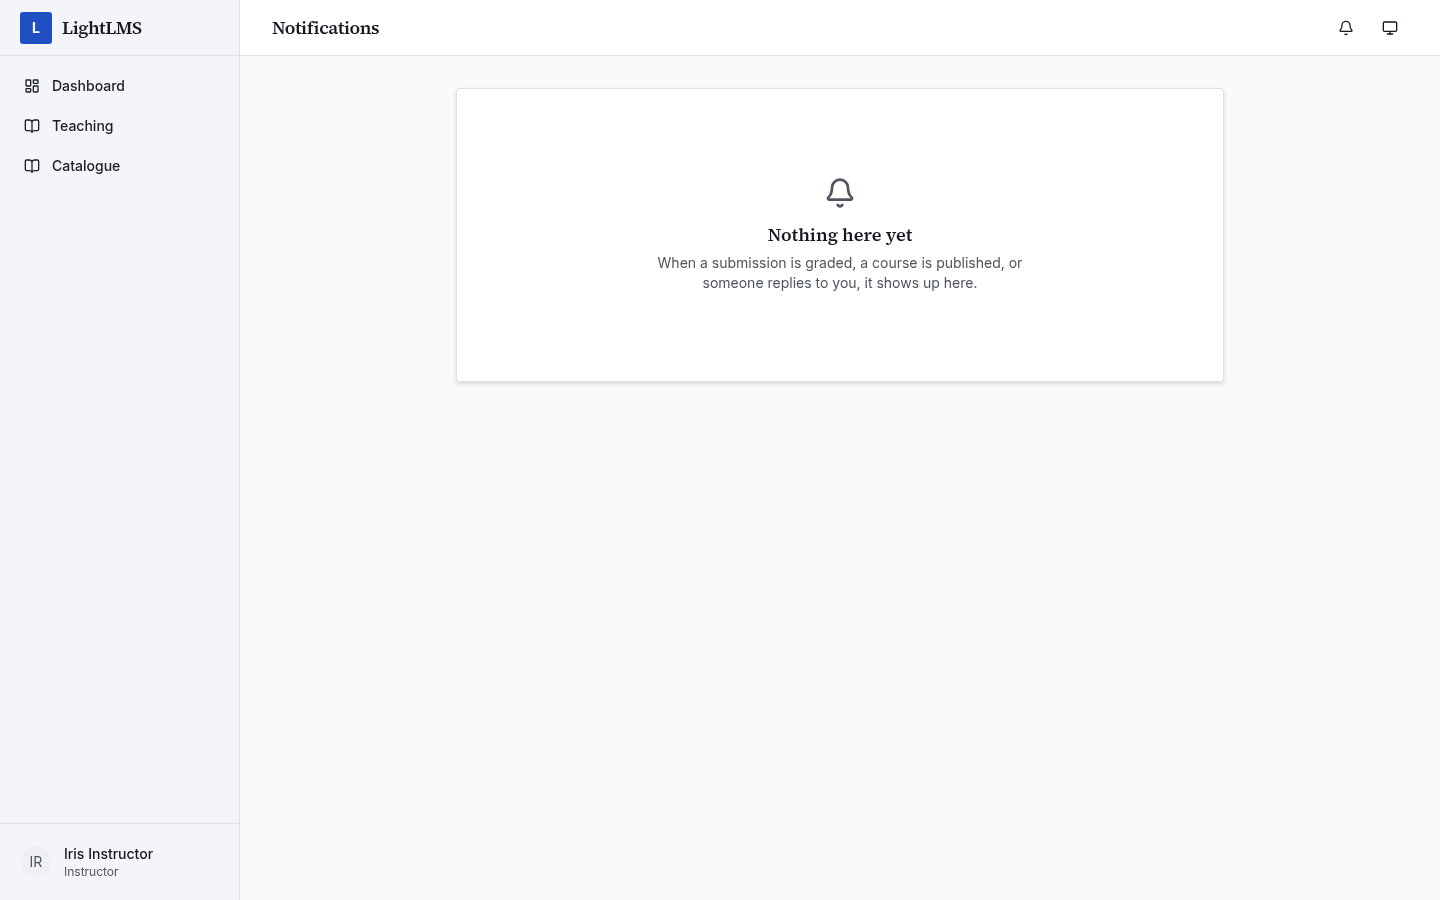 L LightLMS
Notifications
Dashboard
Teaching
Catalogue
Nothing here yet
When a submission is graded, a course is published, or
someone replies to you, it shows up here.
IR
Iris Instructor
Instructor